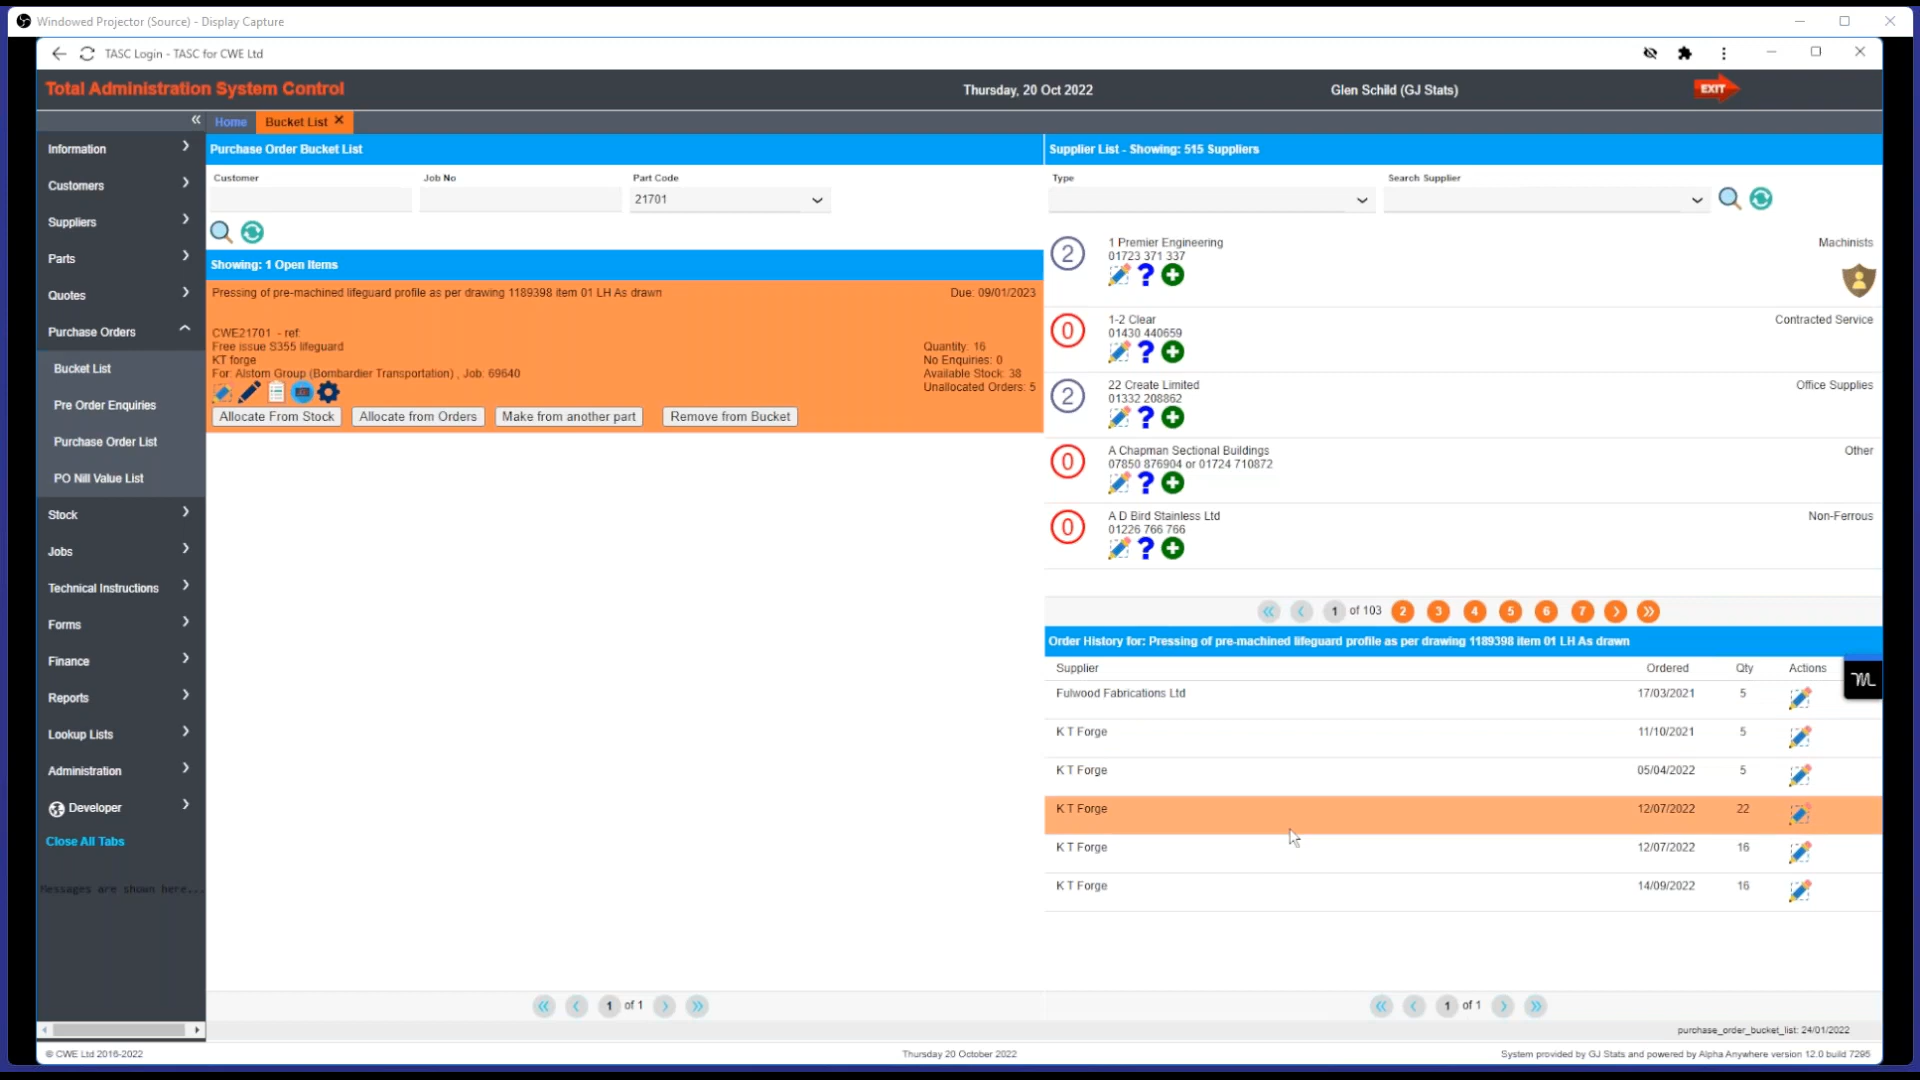 Windowed Projector (Source) - Display Capture
TASC Login - TASC for CWE Ltd
Total Administration System Control
Thursday, 20 Oct 2022
Glen Schild (GJ Stats)
EXIT
Home
Bucket List
Information
Customers
Suppliers
Parts
Quotes
Purchase Orders
Bucket List
Pre Order Enquiries
Purchase Order List
PO Nill Value List
Stock
Jobs
Technical Instructions
Forms
Finance
Reports
Lookup Lists
Administration
Developer
Close All Tabs
Messages are shown here...
Purchase Order Bucket List
Customer
Job No
Part Code
21701
Showing: 1 Open Items
Pressing of pre-machined lifeguard profile as per drawing 1189398 item 01 LH As drawn
Due: 09/01/2023
CWE21701 - ref
Free issue S355 lifeguard
KT forge
For: Alstom Group (Bombardier Transportation) , Job: 69640
Quantity: 16
No Enquiries: 0
Available Stock: 38
Unallocated Orders: 5
Allocate From Stock
Allocate from Orders
Make from another part
Remove from Bucket
1 of 1
Supplier List - Showing: 515 Suppliers
Type
Search Supplier
2
1 Premier Engineering
01723 371 337
Machinists
0
1-2 Clear
01430 440659
Contracted Service
2
22 Create Limited
01332 208862
Office Supplies
0
A Chapman Sectional Buildings
07850 876904 or 01724 710872
Other
0
A D Bird Stainless Ltd
01226 766 766
Non-Ferrous
1 of 103 2 3 4 5 6 7
Order History for: Pressing of pre-machined lifeguard profile as per drawing 1189398 item 01 LH As drawn
Supplier Ordered Qty Actions
Fulwood Fabrications Ltd 17/03/2021 5
K T Forge 11/10/2021 5
K T Forge 05/04/2022 5
K T Forge 12/07/2022 22
K T Forge 12/07/2022 16
K T Forge 14/09/2022 16
1 of 1
purchase_order_bucket_list: 24/01/2022
© CWE Ltd 2016-2022
Thursday 20 October 2022
System provided by GJ Stats and powered by Alpha Anywhere version 12.0 build 7295